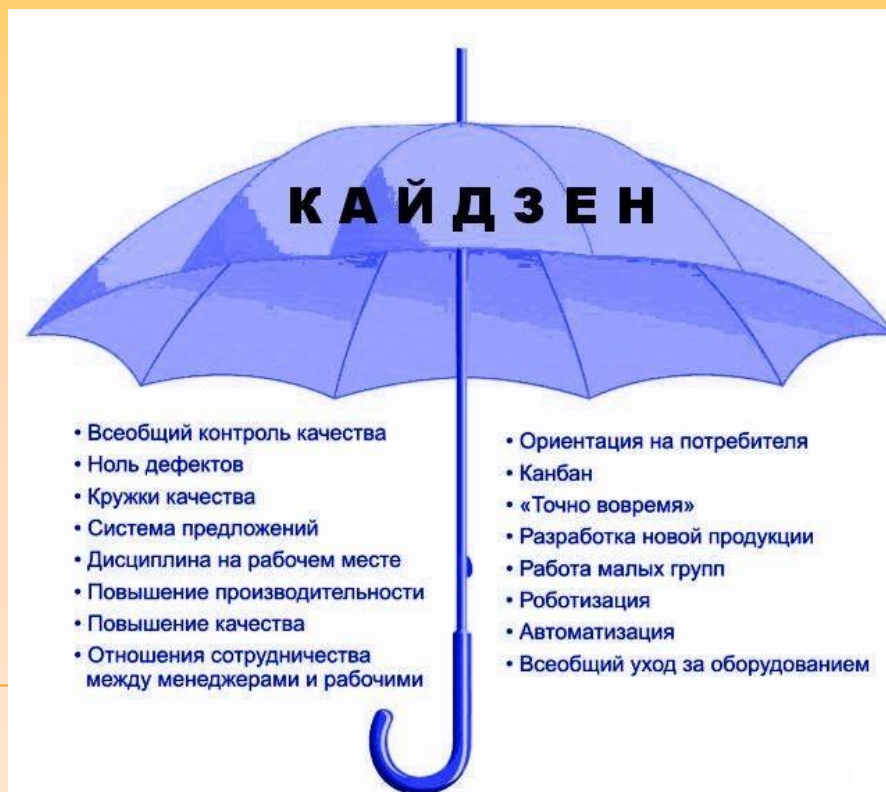 КАЙДЗЕН
• Всеобщий контроль качества
• Ноль дефектов
• Кружки качества
• Система предложений
• Дисциплина на рабочем месте
• Повышение производительности
• Повышение качества
• Отношения сотрудничества
между менеджерами и рабочими
• Ориентация на потребителя
• Канбан
• «Точно вовремя»
• Разработка новой продукции
• Работа малых групп
• Роботизация
• Автоматизация
• Всеобщий уход за оборудованием